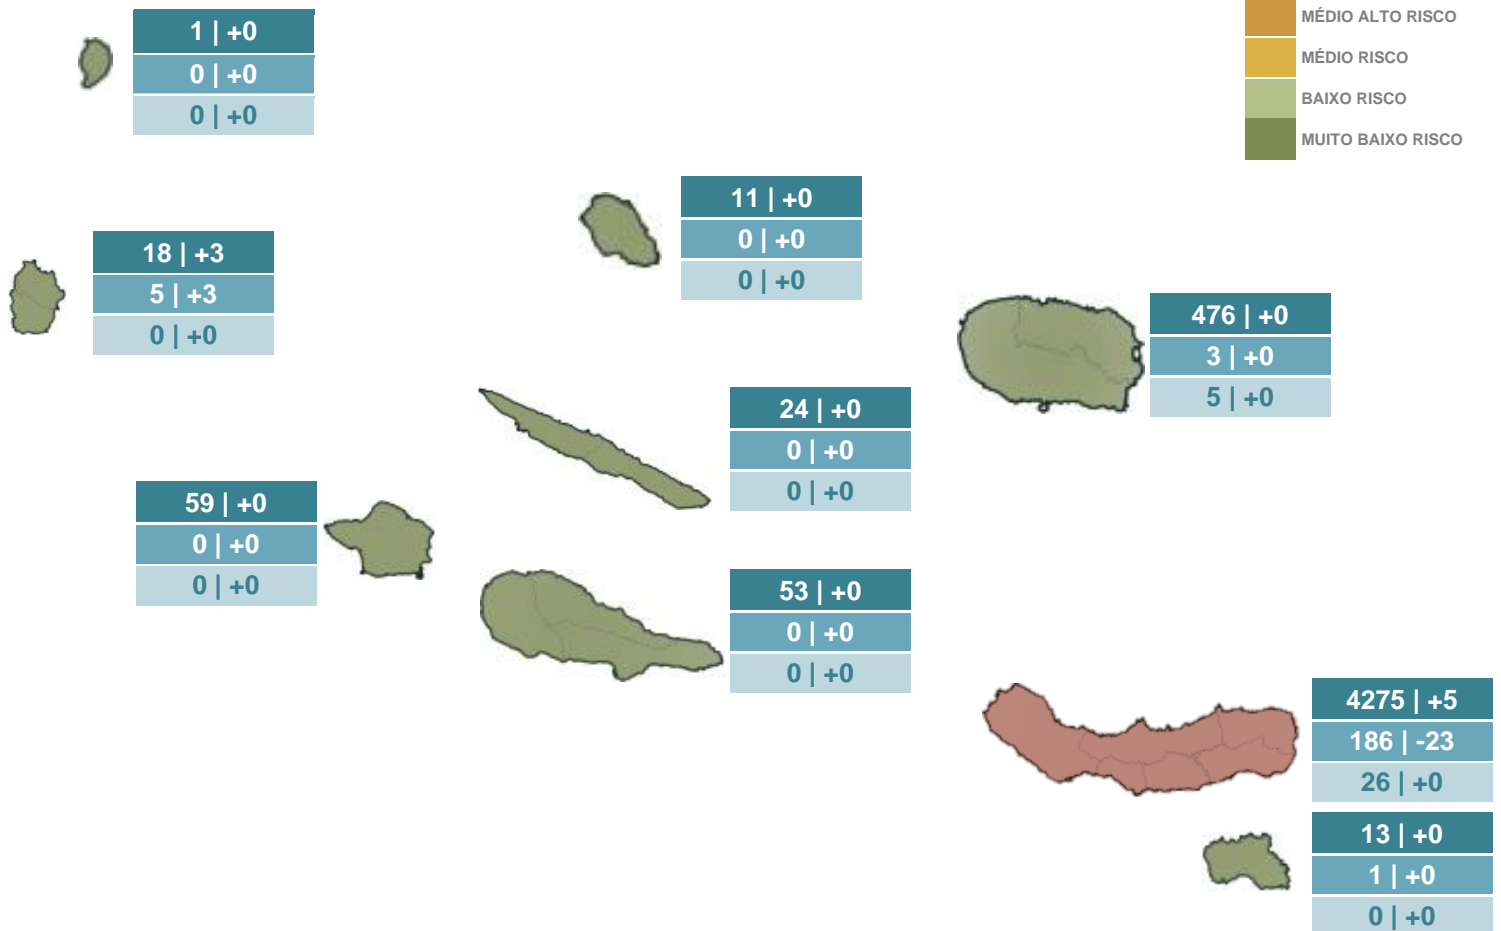 MÉDIO ALTO RISCO
MÉDIO RISCO
BAIXO RISCO
MUITO BAIXO RISCO
1 | +0
0 | +0
0 | +0
11 | +0
0 | +0
0 | +0
18 | +3
5 | +3
0 | +0
476 | +0
3 | +0
5 | +0
24 | +0
0 | +0
0 | +0
59 | +0
0 | +0
0 | +0
53 | +0
0 | +0
0 | +0
4275 | +5
186 | -23
26 | +0
13 | +0
1 | +0
0 | +0